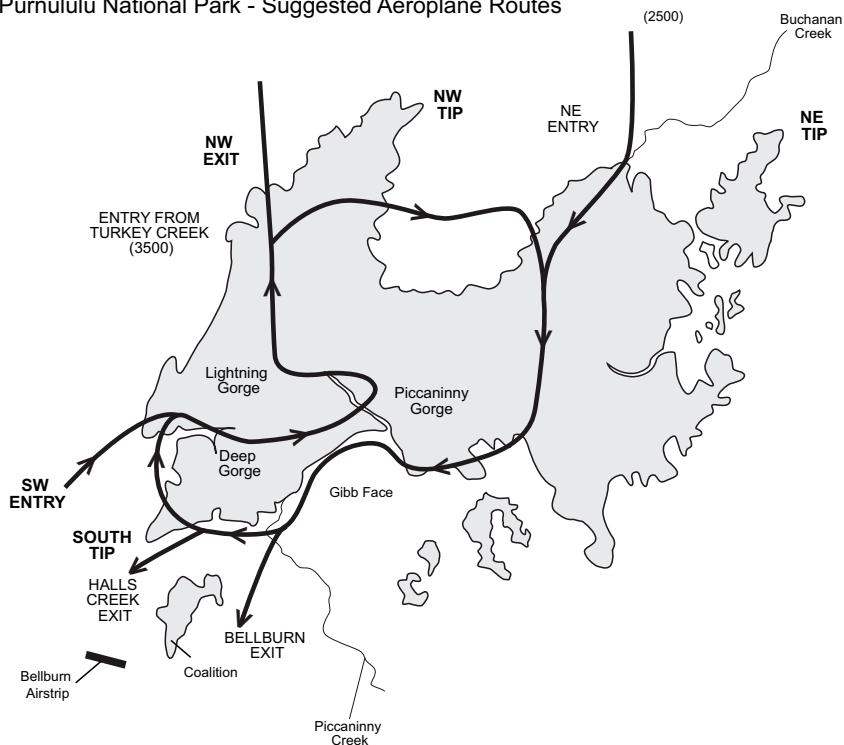 Purnululu National Park - Suggested Aeroplane Routes
(2500)
Buchanan
Creek
NW
TIP
NE
ENTRY
NE
TIP
NW
EXIT
ENTRY FROM
TURKEY CREEK
(3500)
Lightning
Gorge
Piccaninny
Gorge
Deep
Gorge
SW
ENTRY
Gibb Face
SOUTH
TIP
HALLS
CREEK
EXIT
BELLBURN
EXIT
Coalition
Bellburn
Airstrip
Piccaninny
Creek